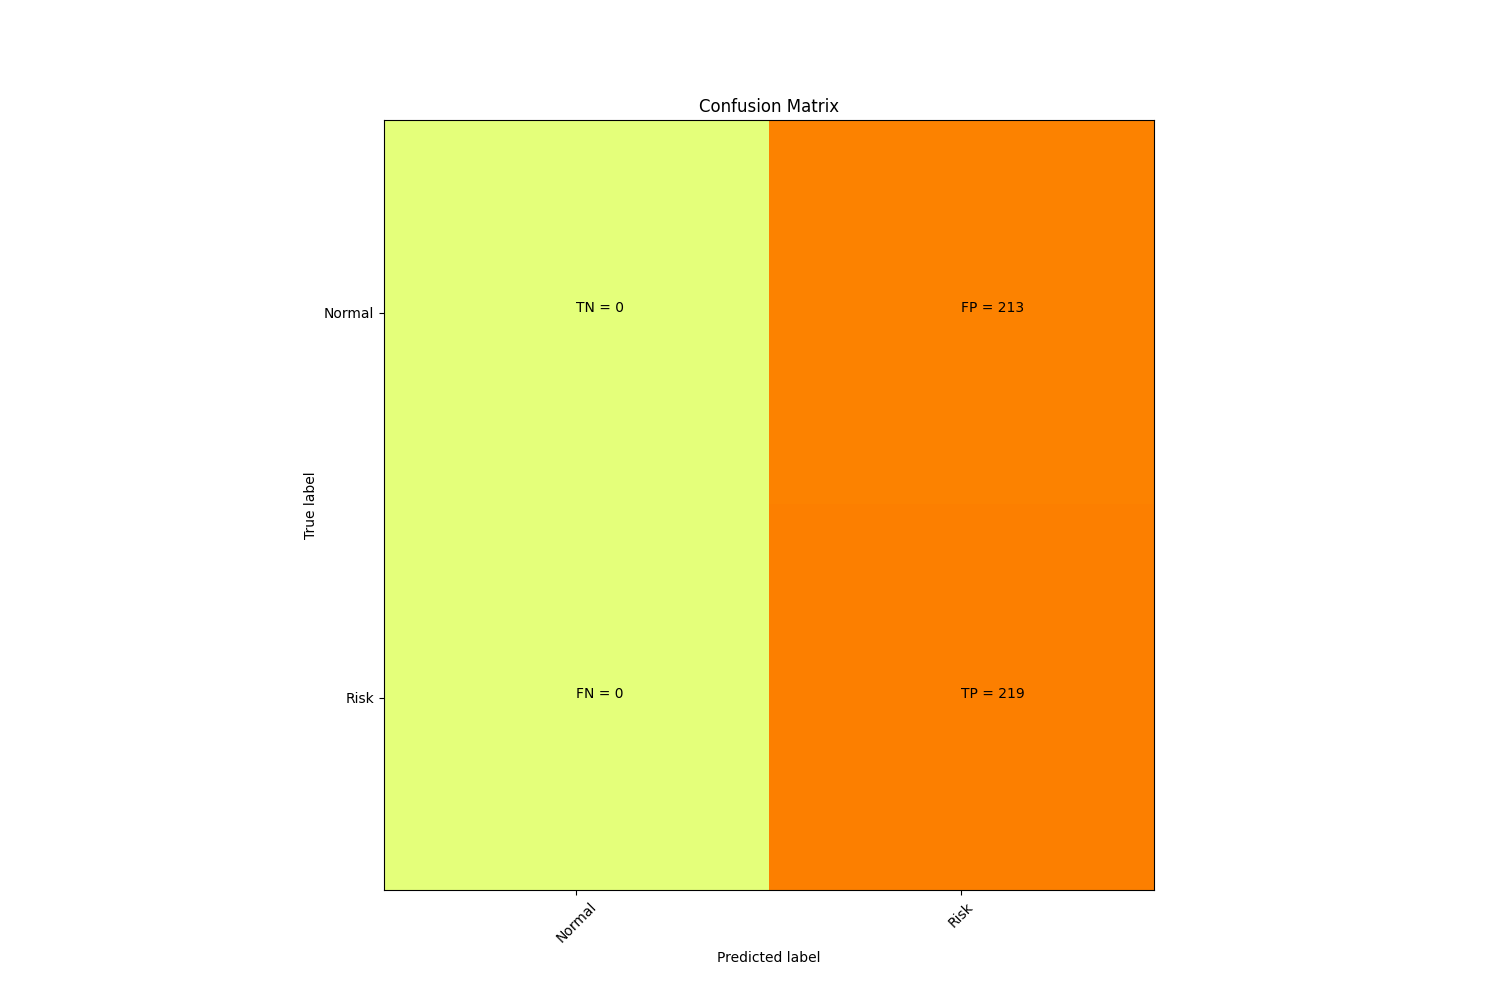 Confusion Matrix
Normal
TN = 0
FP = 213
True label
Risk
FN = 0
TP = 219
Normal
Risk
Predicted label